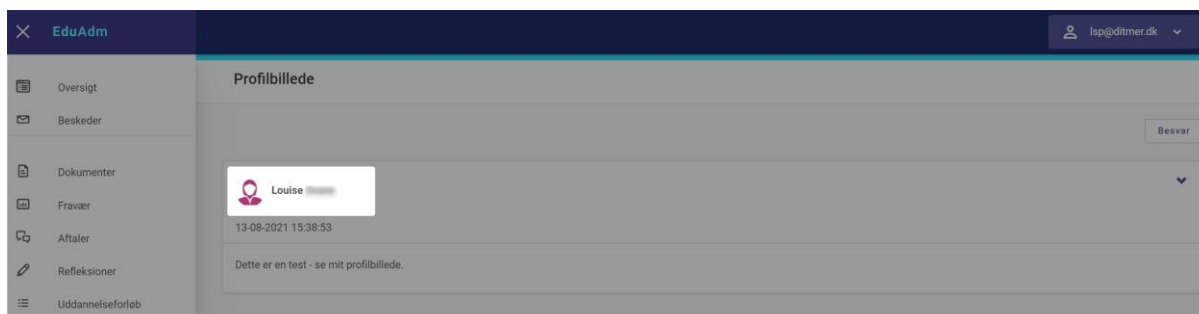 EduAdm
lsp@ditmer.dk
Oversigt
Beskeder
Dokumenter
Fravær
Aftaler
Refleksioner
Uddannelseforløb
Profilbillede
Besvar
Louise
13-08-2021 15:38:53
Dette er en test - se mit profilbillede.